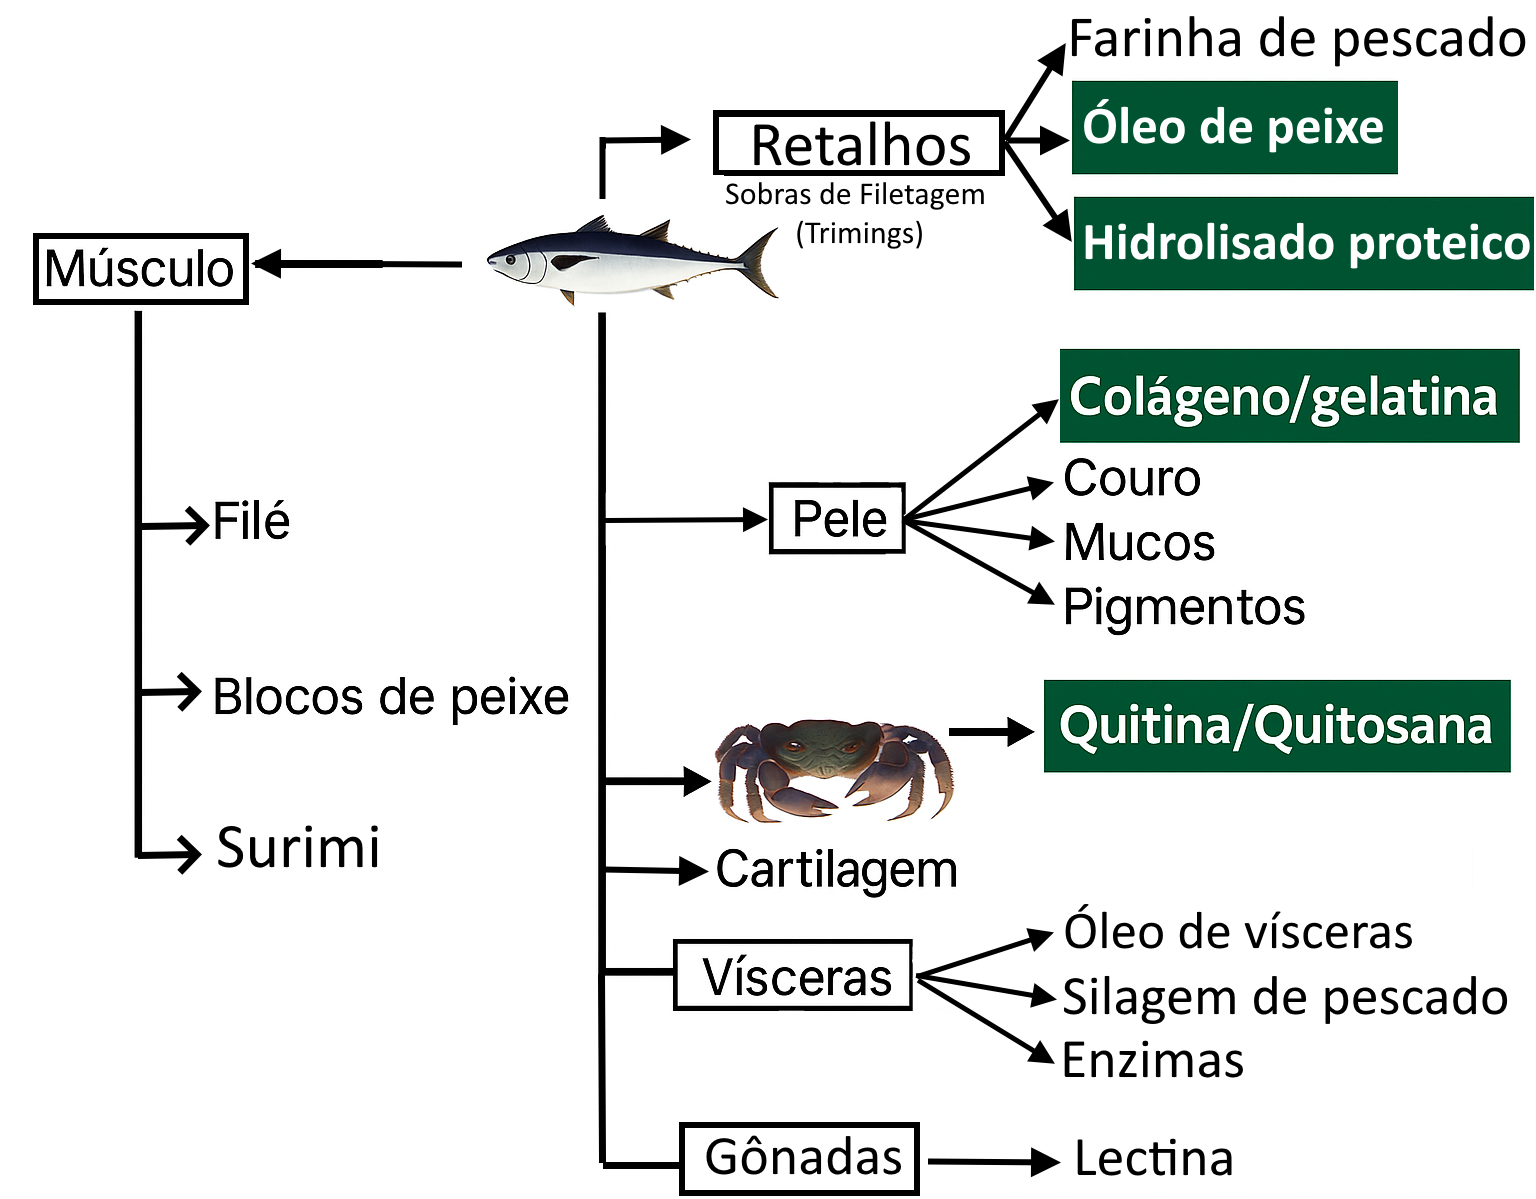 Farinha de pescado
Óleo de peixe
Retalhos
Sobras de Filetagem
(Trimings)
Hidrolisado proteico
Músculo
Colágeno/gelatina
Couro
Pele
Mucos
Pigmentos
Filé
Blocos de peixe
Surimi
Quitina/Quitosana
Cartilagem
Óleo de vísceras
Vísceras
Silagem de pescado
Enzimas
Gônadas
Lectina